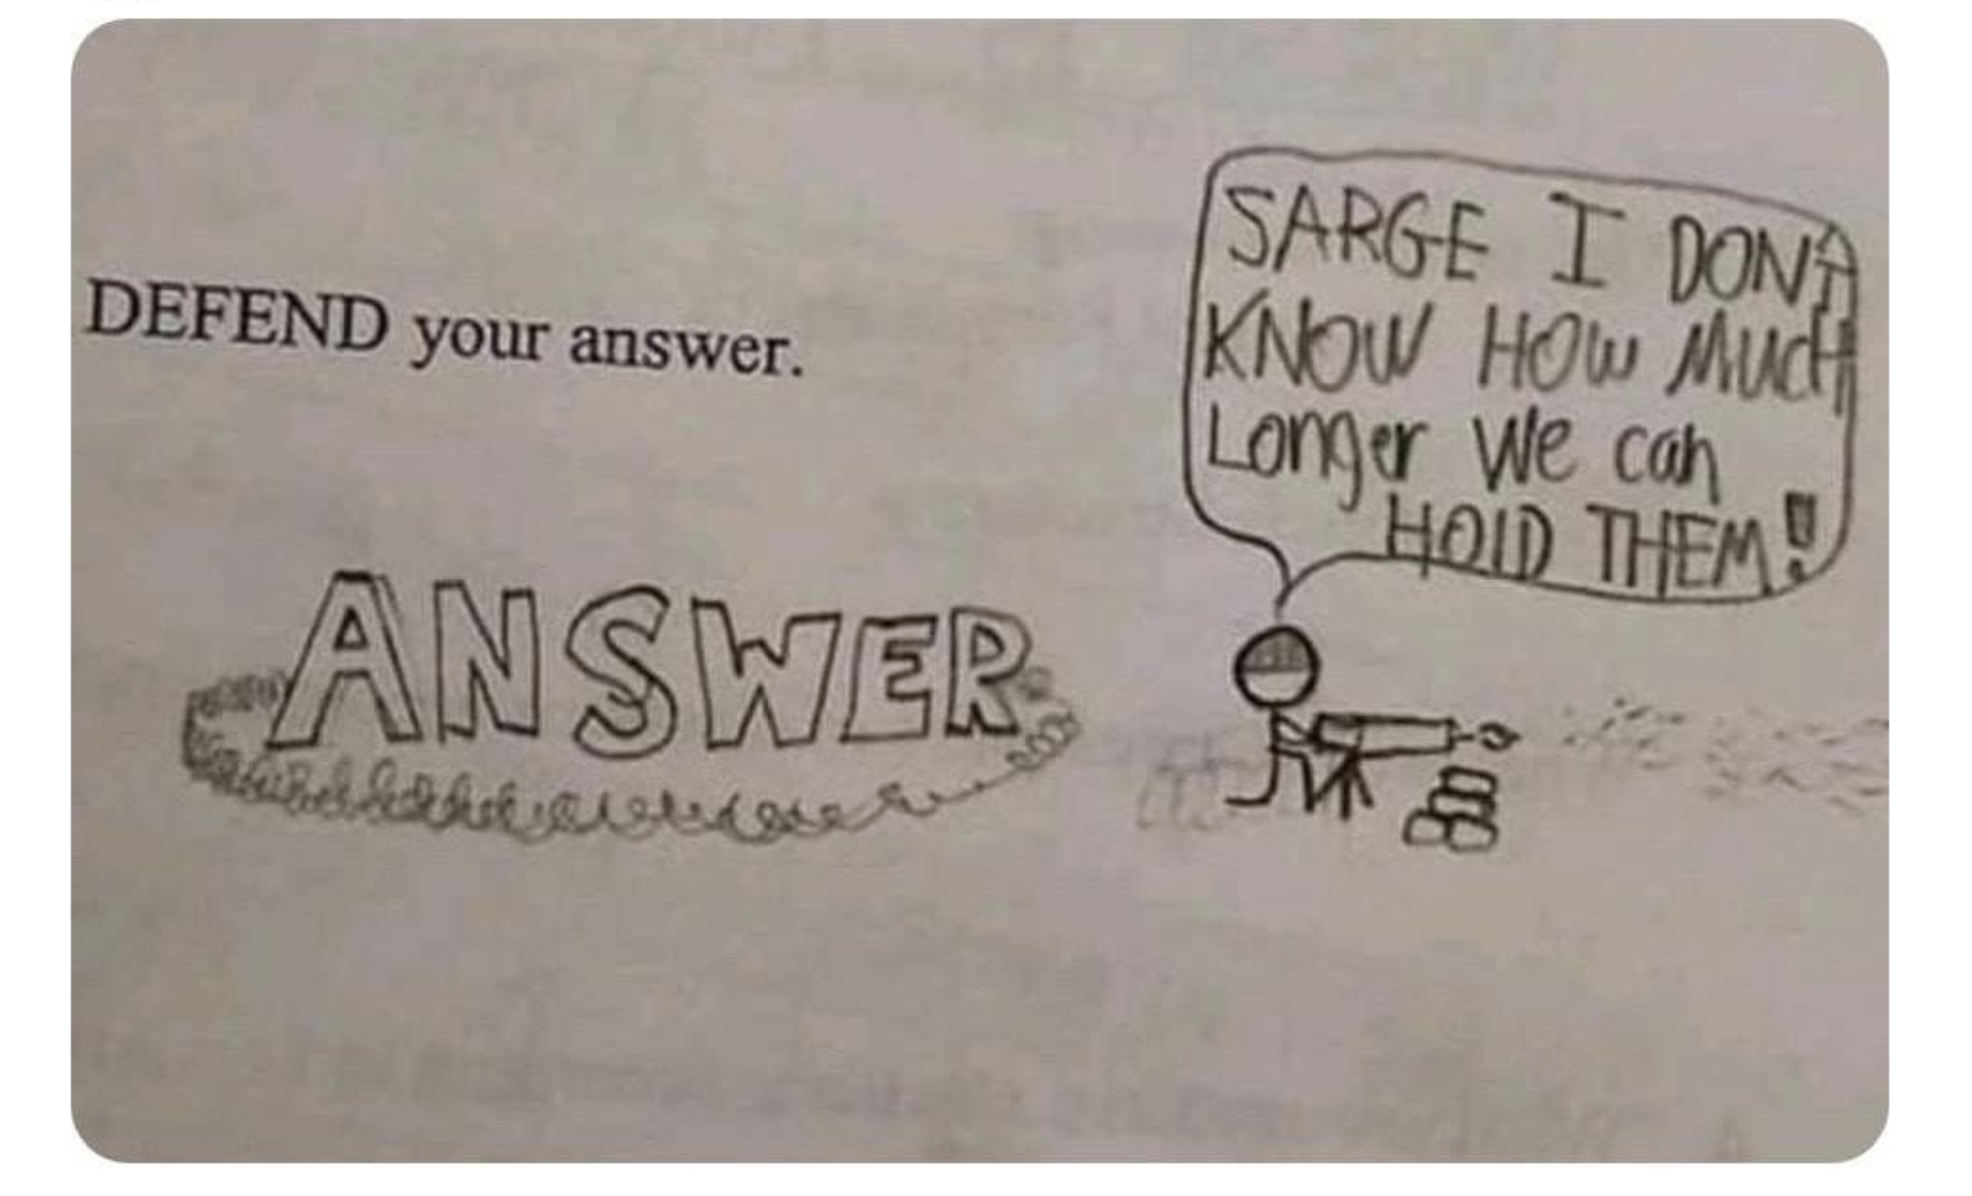 DEFEND your answer.
SARGE I DON'T
KNOW HOW MUCH
Longer We can
HOLD THEM!!
ANSWER